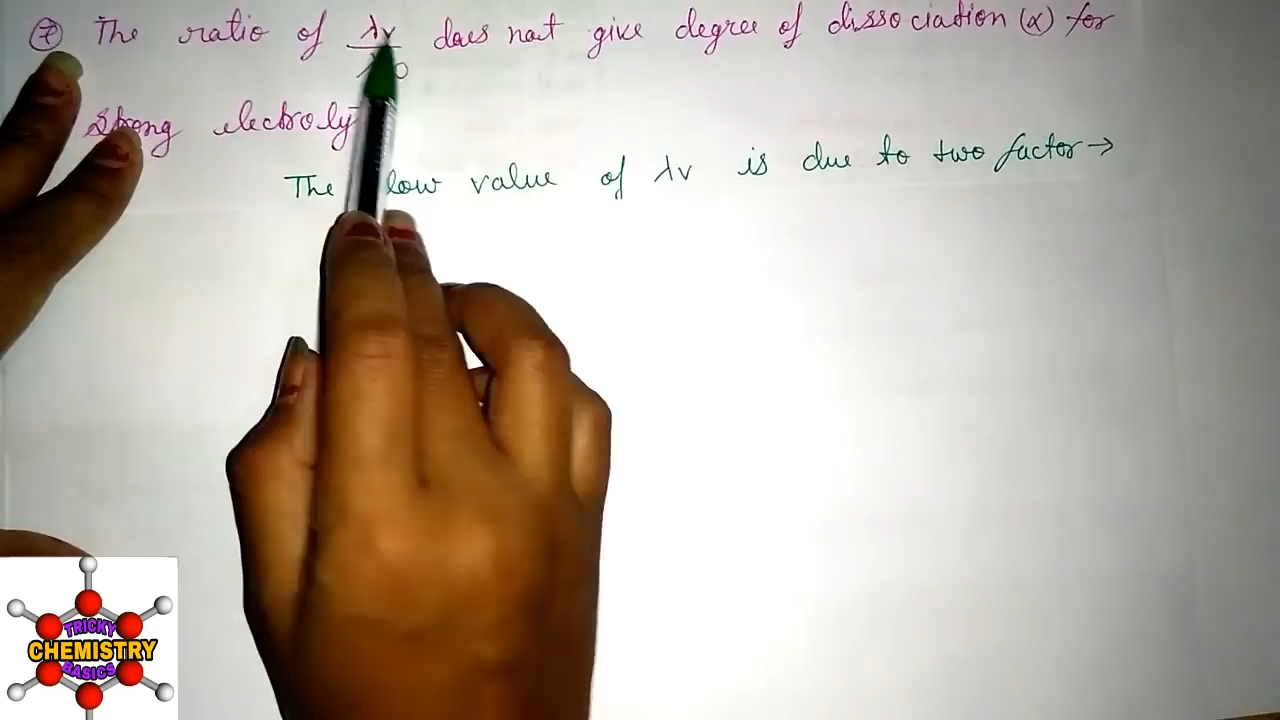 ⑦ The ratio of λv/λ0 does not give degree of dissociation (α) for
strong electroly
The low value of λv is due to two factor →
TRICKY
CHEMISTRY
BASICS